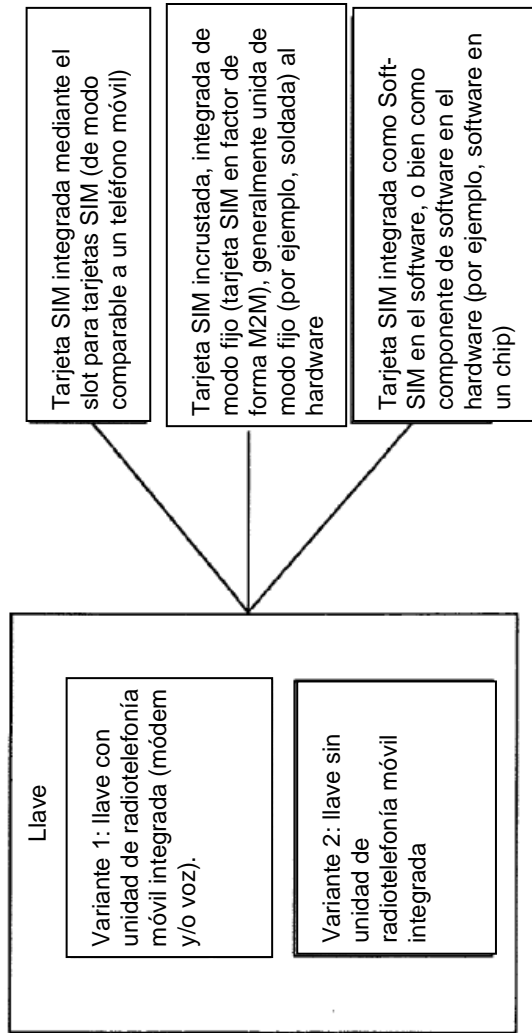 Llave
Variante 1: llave con
unidad de radiotelefonía
móvil integrada (módem
y/o voz).
Variante 2: llave sin
unidad de
radiotelefonía móvil
integrada
Tarjeta SIM integrada mediante el
slot para tarjetas SIM (de modo
comparable a un teléfono móvil)
Tarjeta SIM incrustada, integrada de
modo fijo (tarjeta SIM en factor de
forma M2M), generalmente unida de
modo fijo (por ejemplo, soldada) al
hardware
Tarjeta SIM integrada como Soft-
SIM en el software, o bien como
componente de software en el
hardware (por ejemplo, software en
un chip)